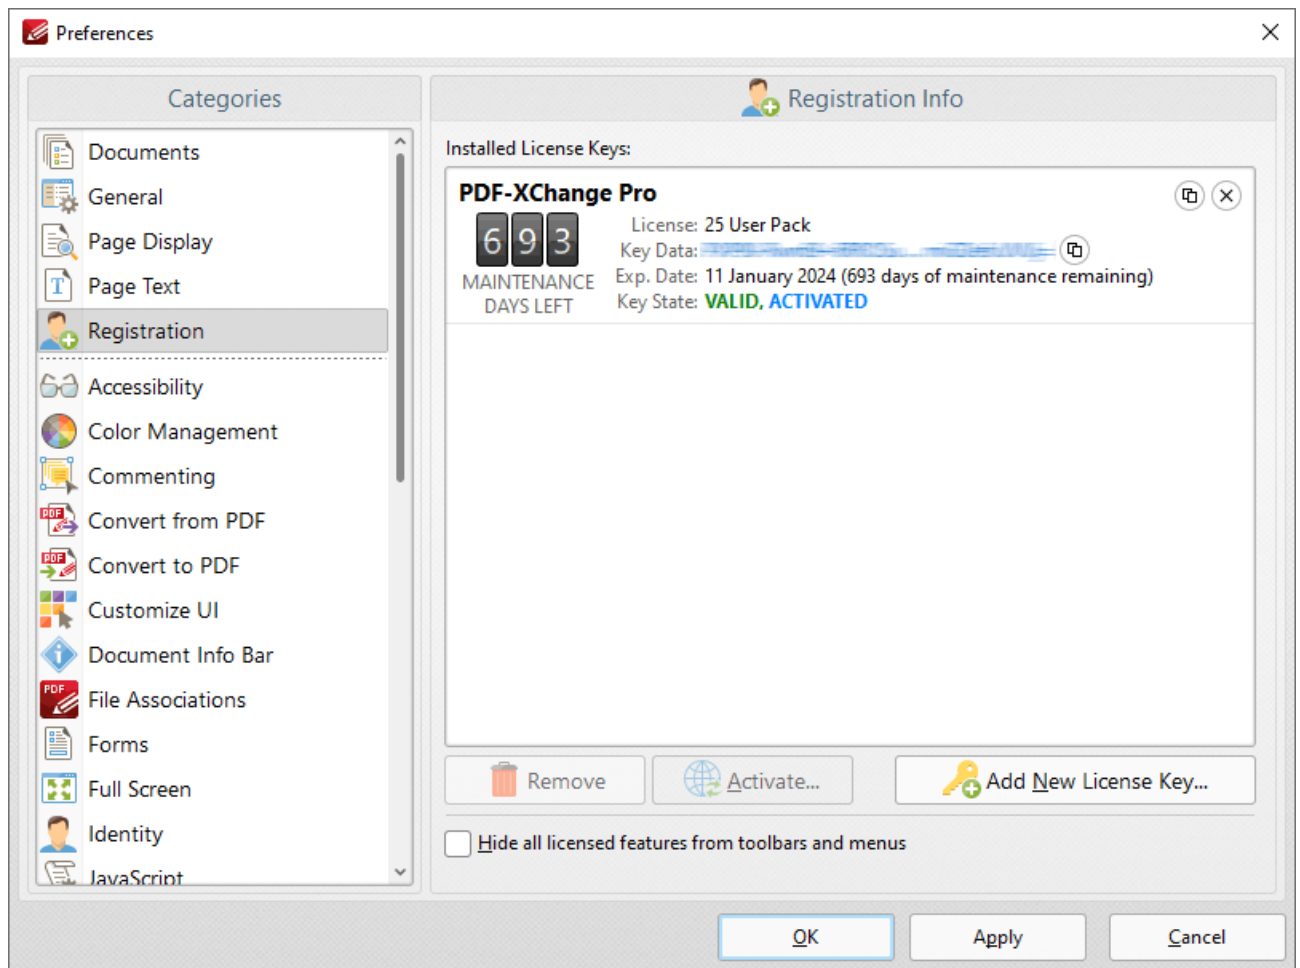 Preferences
Categories
Documents
General
Page Display
Page Text
Registration
Accessibility
Color Management
Commenting
Convert from PDF
Convert to PDF
Customize UI
Document Info Bar
File Associations
Forms
Full Screen
Identity
JavaScript
Registration Info
Installed License Keys:
PDF-XChange Pro
693
MAINTENANCE
DAYS LEFT
License: 25 User Pack
Key Data:
Exp. Date: 11 January 2024 (693 days of maintenance remaining)
Key State: VALID, ACTIVATED
Remove
Activate...
Add New License Key...
Hide all licensed features from toolbars and menus
OK
Apply
Cancel